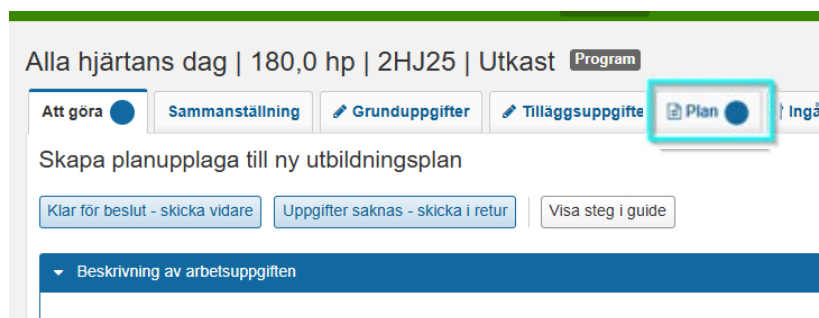 Alla hjärtans dag | 180,0 hp | 2HJ25 | Utkast Program
Att göra Sammanställning Grunduppgifter Tilläggsuppgifte Plan Ingå
Skapa planupplaga till ny utbildningsplan
Klar för beslut - skicka vidare Uppgifter saknas - skicka i retur Visa steg i guide
Beskrivning av arbetsuppgiften